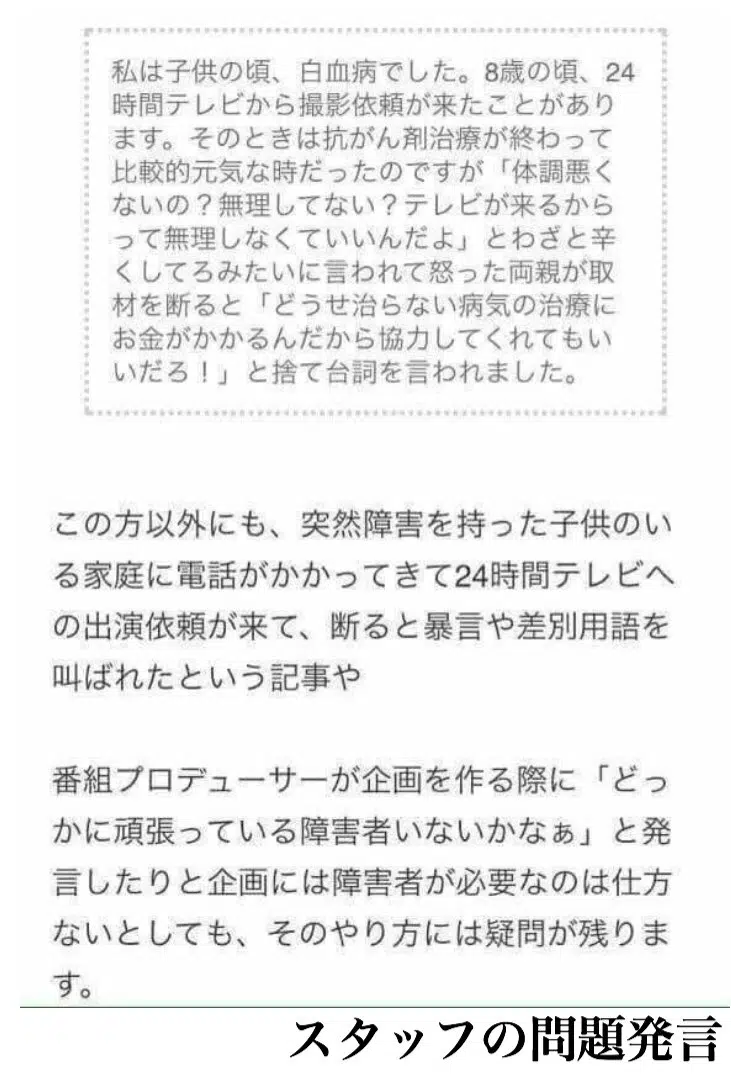 私は子供の頃、白血病でした。8歳の頃、24
時間テレビから撮影依頼が来たことがあり
ます。そのときは抗がん剤治療が終わって
比較的元気な時だったのですが「体調悪く
ないの？無理してない？テレビが来るから
って無理しなくていいんだよ」とわざと辛
くしてろみたいに言われて怒った両親が取
材を断ると「どうせ治らない病気の治療に
お金がかかるんだから協力してくれてもい
いだろ！」と捨て台詞を言われました。
この方以外にも、突然障害を持った子供のい
る家庭に電話がかかってきて24時間テレビへ
の出演依頼が来て、断ると暴言や差別用語を
叫ばれたという記事や
番組プロデューサーが企画を作る際に「どっ
かに頑張っている障害者いないかなぁ」と発
言したりと企画には障害者が必要なのは仕方
ないとしても、そのやり方には疑問が残りま
す。
スタッフの問題発言